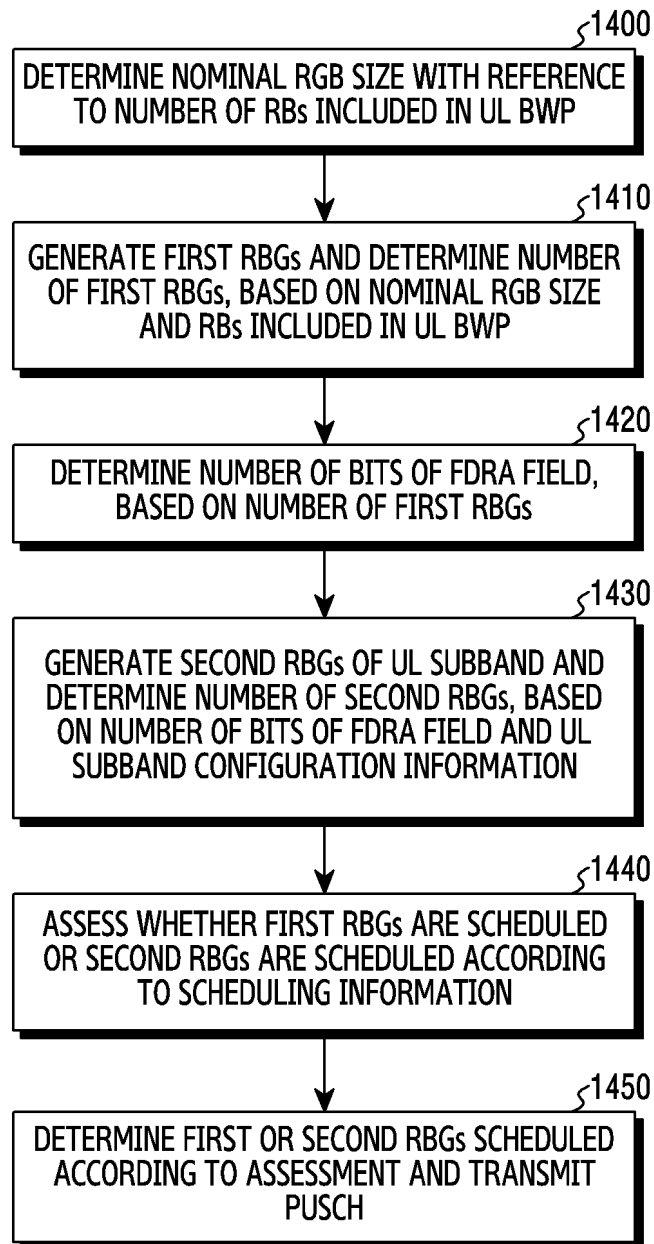 1400
DETERMINE NOMINAL RGB SIZE WITH REFERENCE
TO NUMBER OF RBs INCLUDED IN UL BWP
1410
GENERATE FIRST RBGs AND DETERMINE NUMBER
OF FIRST RBGs, BASED ON NOMINAL RGB SIZE
AND RBs INCLUDED IN UL BWP
1420
DETERMINE NUMBER OF BITS OF FDRA FIELD,
BASED ON NUMBER OF FIRST RBGs
1430
GENERATE SECOND RBGs OF UL SUBBAND AND
DETERMINE NUMBER OF SECOND RBGs, BASED
ON NUMBER OF BITS OF FDRA FIELD AND UL
SUBBAND CONFIGURATION INFORMATION
1440
ASSESS WHETHER FIRST RBGs ARE SCHEDULED
OR SECOND RBGs ARE SCHEDULED ACCORDING
TO SCHEDULING INFORMATION
1450
DETERMINE FIRST OR SECOND RBGs SCHEDULED
ACCORDING TO ASSESSMENT AND TRANSMIT
PUSCH